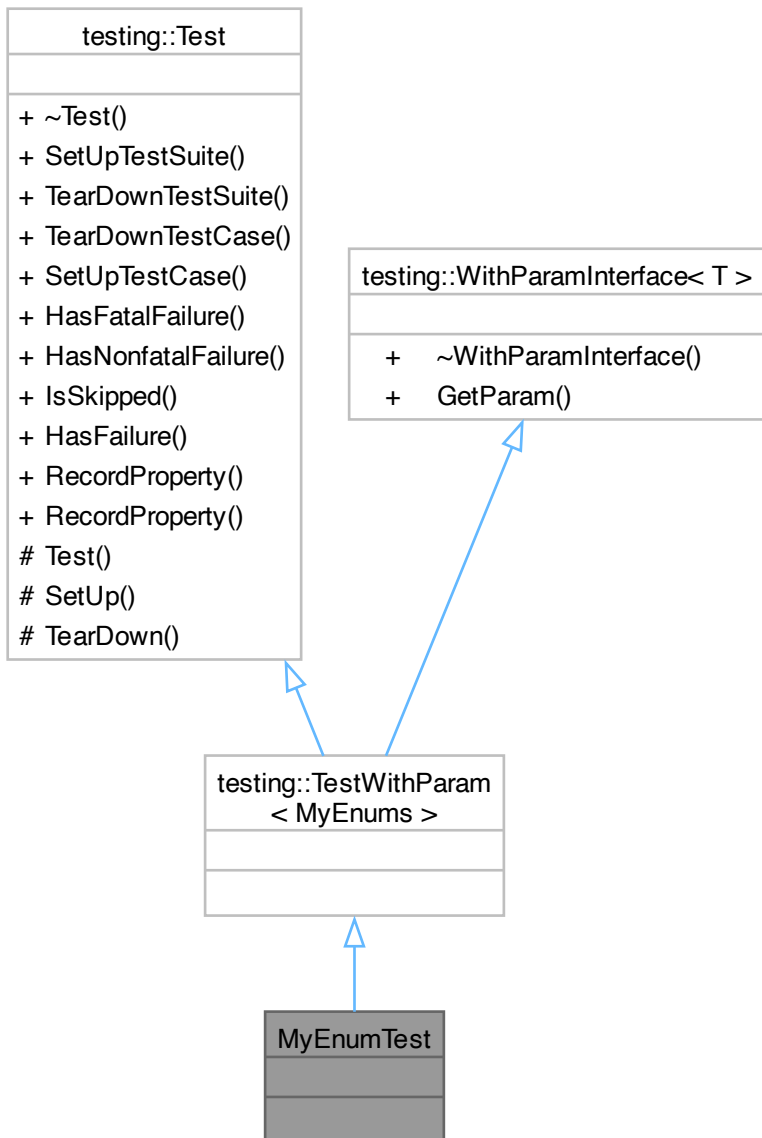 testing::Test
+ ~Test()
+ SetUpTestSuite()
+ TearDownTestSuite()
+ TearDownTestCase()
+ SetUpTestCase()
+ HasFatalFailure()
+ HasNonfatalFailure()
+ IsSkipped()
+ HasFailure()
+ RecordProperty()
+ RecordProperty()
# Test()
# SetUp()
# TearDown()
testing::WithParamInterface< T >
+ ~WithParamInterface()
+ GetParam()
testing::TestWithParam
< MyEnums >
MyEnumTest